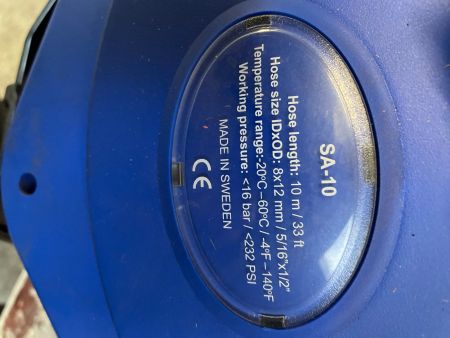 SA-10
Hose length: 10 m / 33 ft
Hose size IDxOD: 8x12 mm / 5/16"x1/2"
Temperature range:-20°C –60°C / -4°F –140°F
Working pressure: <16 bar / <232 PSI
MADE IN SWEDEN
CE